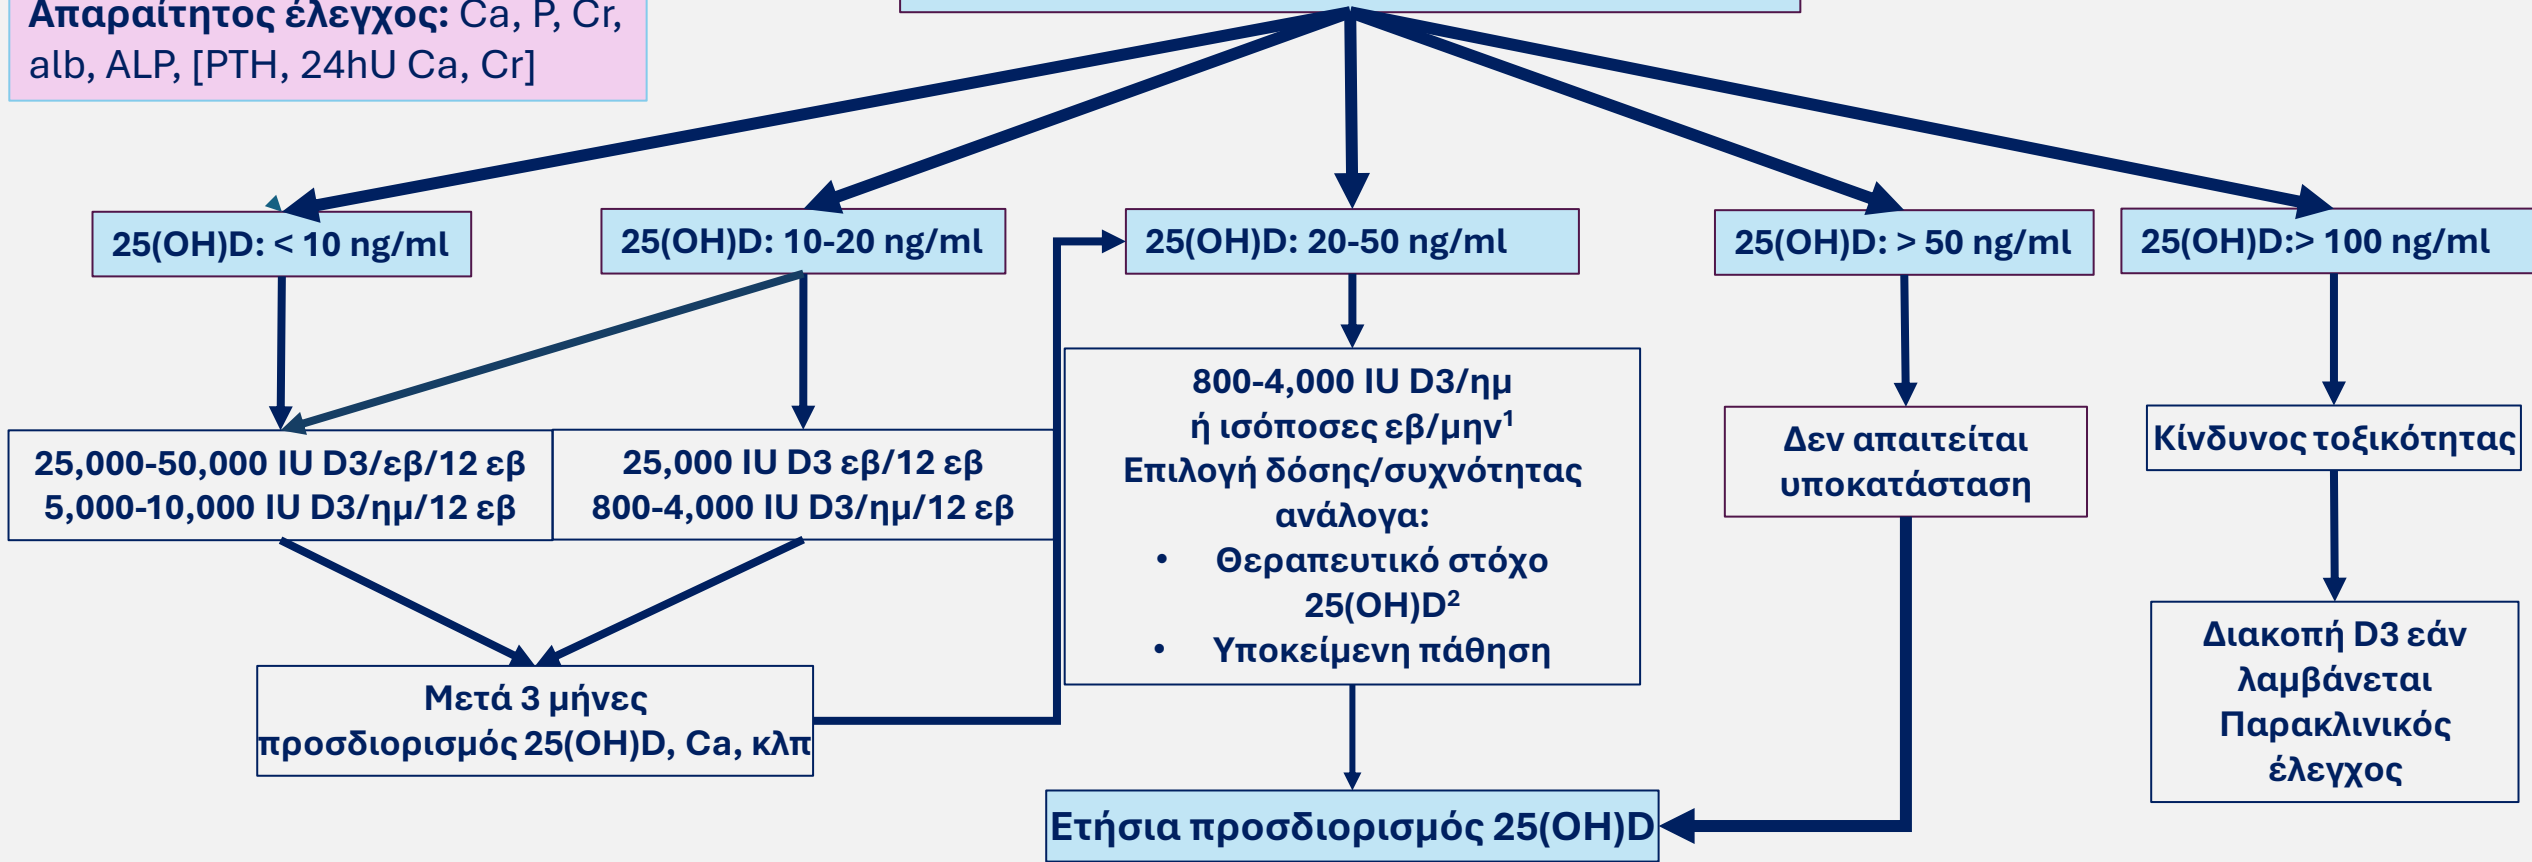 Απαραίτητος έλεγχος: Ca, P, Cr,
alb, ALP, [PTH, 24hU Ca, Cr]
25(OH)D: < 10 ng/ml
25(OH)D: 10-20 ng/ml
25(OH)D: 20-50 ng/ml
25(OH)D: > 50 ng/ml
25(OH)D:> 100 ng/ml
25,000-50,000 IU D3/εβ/12 εβ
5,000-10,000 IU D3/ημ/12 εβ
25,000 IU D3 εβ/12 εβ
800-4,000 IU D3/ημ/12 εβ
800-4,000 IU D3/ημ
ή ισόποσες εβ/μην¹
Επιλογή δόσης/συχνότητας
ανάλογα:
• Θεραπευτικό στόχο
25(OH)D²
• Υποκείμενη πάθηση
Δεν απαιτείται
υποκατάσταση
Κίνδυνος τοξικότητας
Διακοπή D3 εάν
λαμβάνεται
Παρακλινικός
έλεγχος
Μετά 3 μήνες
προσδιορισμός 25(OH)D, Ca, κλπ
Ετήσια προσδιορισμός 25(OH)D